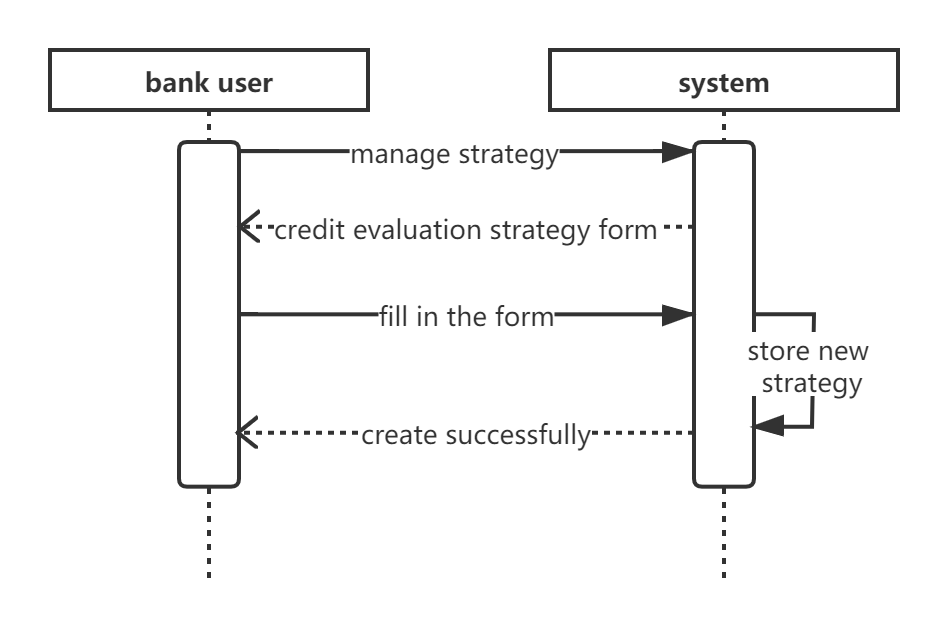 bank user
system
manage strategy
credit evaluation strategy form
fill in the form
store new
strategy
create successfully